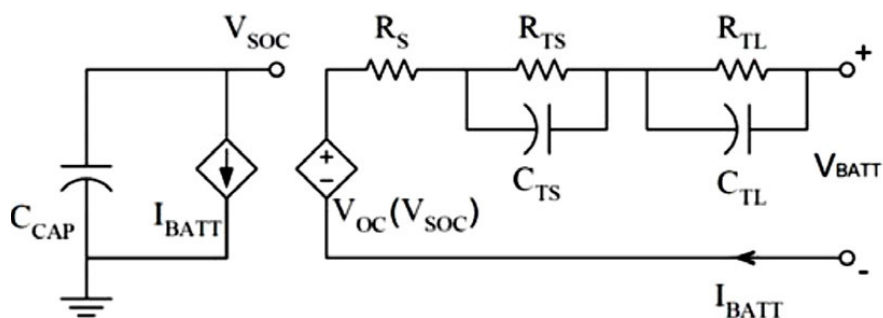 V_SOC
R_S
R_TS
R_TL
+
C_CAP
I_BATT
+
-
V_OC(V_SOC)
C_TS
C_TL
V_BATT
I_BATT
-